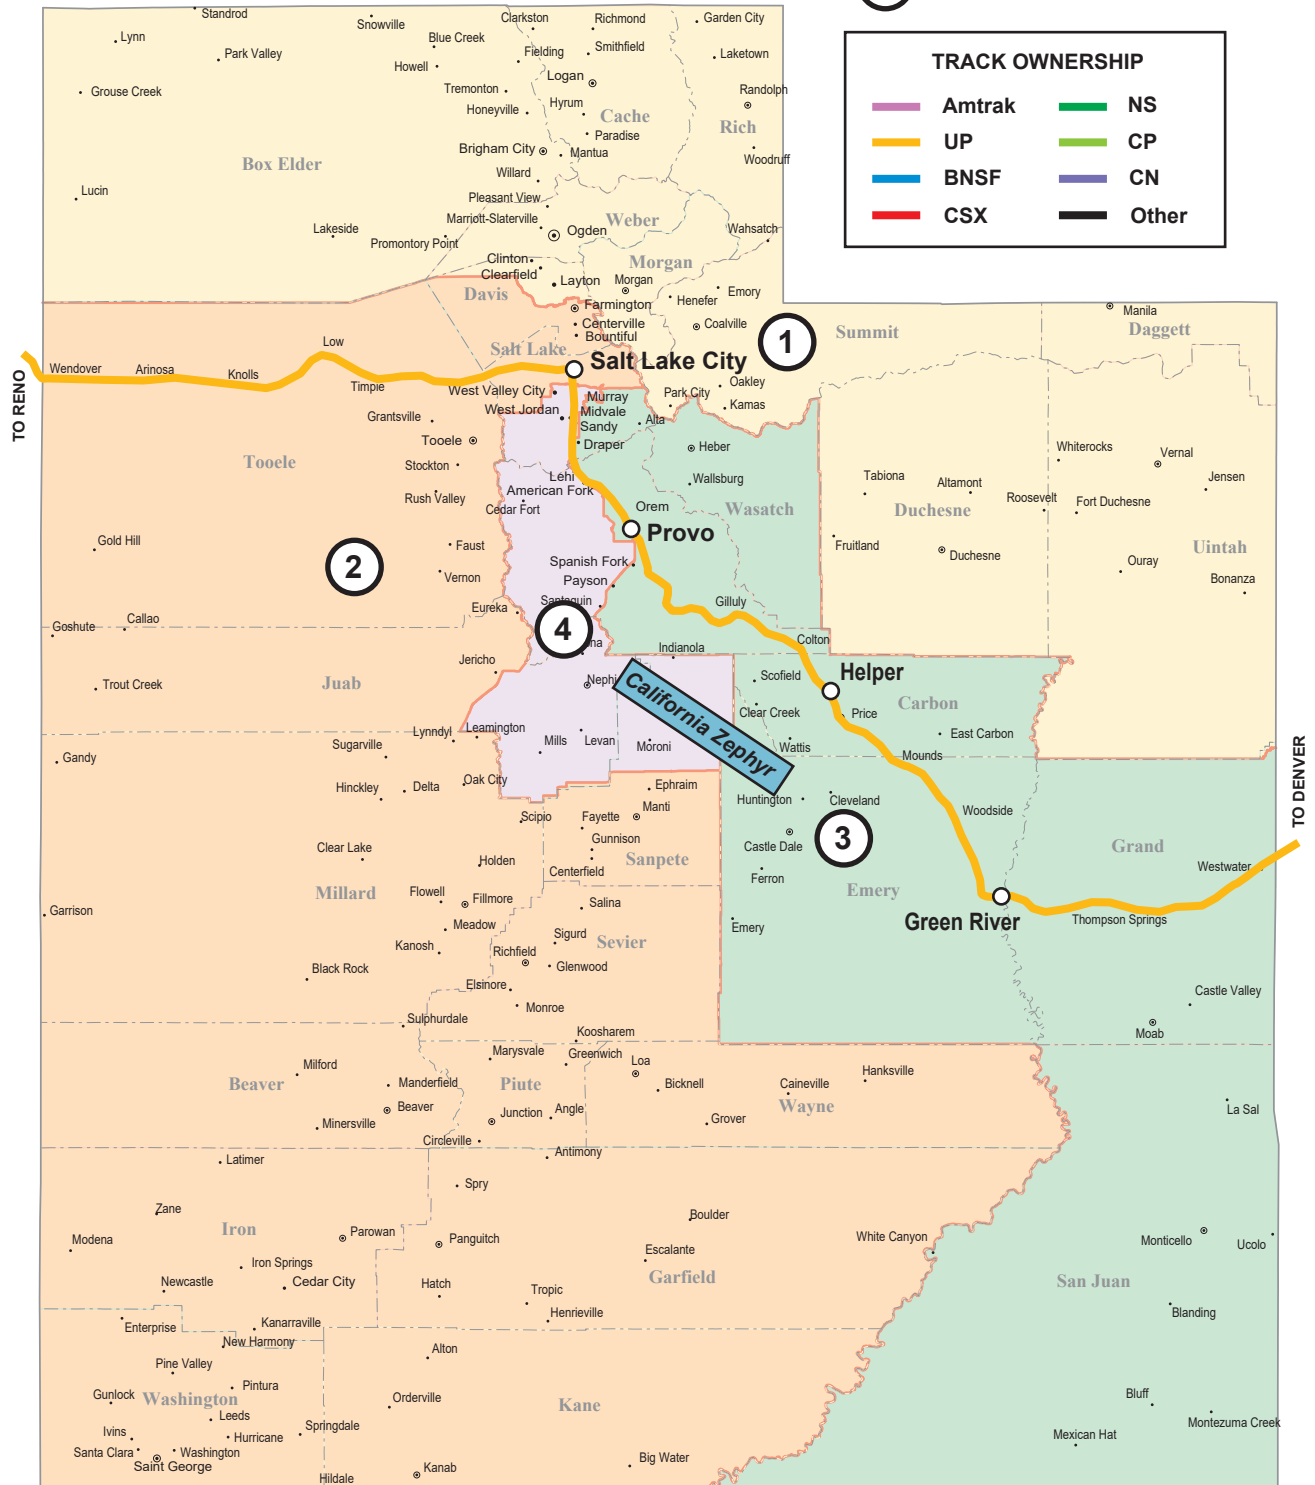 Standrod
Snowville
Clarkston
Richmond
Garden City
Lynn
Park Valley
Blue Creek
Fielding
Smithfield
Laketown
Howell
Logan
Grouse Creek
Tremonton
Randolph
Honeyville
Hyrum
Cache
Rich
Paradise
Brigham City
Mantua
Woodruff
Box Elder
Willard
Lucin
Pleasant View
Marriott-Slaterville
Weber
Lakeside
Promontory Point
Ogden
Wahsatch
Clinton
Clearfield
Morgan
Layton
Morgan
Davis
Henefer
Emory
Farmington
Centerville
Coalville
Bountiful
Salt Lake
Salt Lake City
1
Summit
Manila
Daggett
TRACK OWNERSHIP
Amtrak
NS
UP
CP
BNSF
CN
CSX
Other
TO RENO
Wendover
Arinosa
Knolls
Low
Timpie
West Valley City
Murray
West Jordan
Midvale
Sandy
Draper
Alta
Park City
Oakley
Kamas
Grantsville
Tooele
Tooele
Stockton
Rush Valley
Lehi
American Fork
Cedar Fort
Heber
Wallsburg
Wasatch
Orem
Provo
Tabiona
Altamont
Duchesne
Roosevelt
Whiterocks
Vernal
Jensen
Fort Duchesne
Fruitland
Duchesne
Uintah
Ouray
Bonanza
Gold Hill
2
Faust
Vernon
Spanish Fork
Payson
Gilluly
Eureka
4
Callao
Goshute
Colton
Indianola
Jericho
Trout Creek
Juab
Nephi
California Zephyr
Scofield
Helper
Carbon
Clear Creek
Price
Lynndyl
Leamington
East Carbon
Sugarville
Mills
Levan
Moroni
Wattis
Mounds
Gandy
Oak City
Hinckley
Delta
Ephraim
Huntington
Cleveland
Woodside
TO DENVER
Scipio
Fayette
Manti
3
Gunnison
Castle Dale
Grand
Clear Lake
Holden
Centerfield
Sanpete
Westwater
Ferron
Emery
Millard
Flowell
Fillmore
Salina
Green River
Garrison
Meadow
Emery
Thompson Springs
Kanosh
Sigurd
Sevier
Richfield
Glenwood
Black Rock
Elsinore
Castle Valley
Monroe
Sulphurdale
Koosharem
Moab
Marysvale
Greenwich
Loa
Milford
Beaver
Manderfield
Piute
Bicknell
Caineville
Hanksville
Wayne
Beaver
Junction
Angle
Grover
La Sal
Minersville
Circleville
Antimony
Latimer
Spry
Zane
Iron
Parowan
Panguitch
Boulder
White Canyon
Modena
Monticello
Ucolo
Iron Springs
Escalante
Garfield
Newcastle
Cedar City
Hatch
Tropic
San Juan
Henrieville
Blanding
Enterprise
Kanarraville
New Harmony
Alton
Pine Valley
Pintura
Gunlock
Washington
Orderville
Kane
Bluff
Leeds
Montezuma Creek
Ivins
Hurricane
Springdale
Mexican Hat
Santa Clara
Washington
Saint George
Big Water
Hildale
Kanab